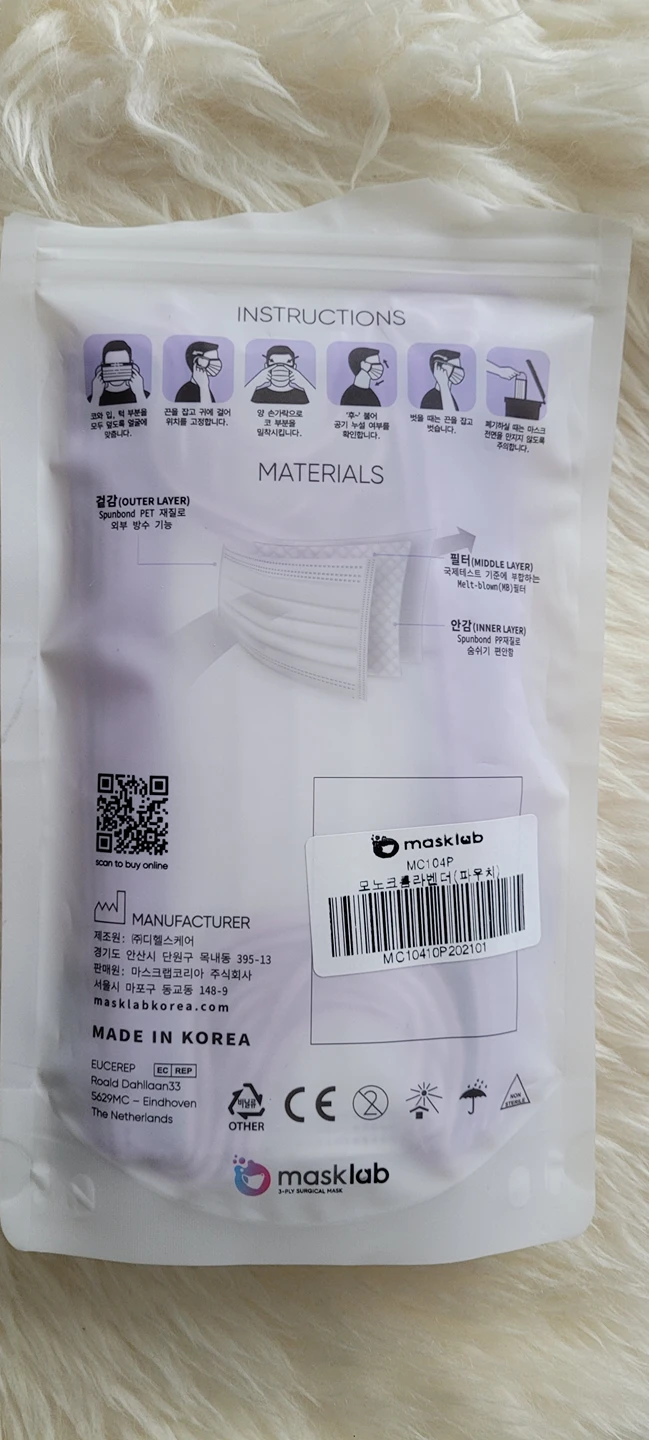 INSTRUCTIONS
코와 입, 턱 부분을
모두 덮도록 얼굴에
맞춥니다.
끈을 잡고 귀에 걸어
위치를 고정합니다.
양 손가락으로
코 부분을
밀착시킵니다.
'후~' 불어
공기 누설 여부를
확인합니다.
벗을 때는 끈을 잡고
벗습니다.
폐기하실 때는 마스크
전면을 만지지 않도록
주의합니다.
MATERIALS
겉감(OUTER LAYER)
Spunbond PET 재질로
외부 방수 기능
필터(MIDDLE LAYER)
국제테스트 기준에 부합하는
Melt-blown(MB)필터
안감(INNER LAYER)
Spunbond PP재질로
숨쉬기 편안함
scan to buy online
masklab
MC104P
모노크롬라벤더(파우치)
MC10410P202101
MANUFACTURER
제조원: ㈜디헬스케어
경기도 안산시 단원구 목내동 395-13
판매원: 마스크랩코리아 주식회사
서울시 마포구 동교동 148-9
masklabkorea.com
MADE IN KOREA
EUCEREP EC REP
Roald Dahllaan33
5629MC – Eindhoven
The Netherlands
비닐류
OTHER
CE
2
NON
STERILE
masklab
3-PLY SURGICAL MASK